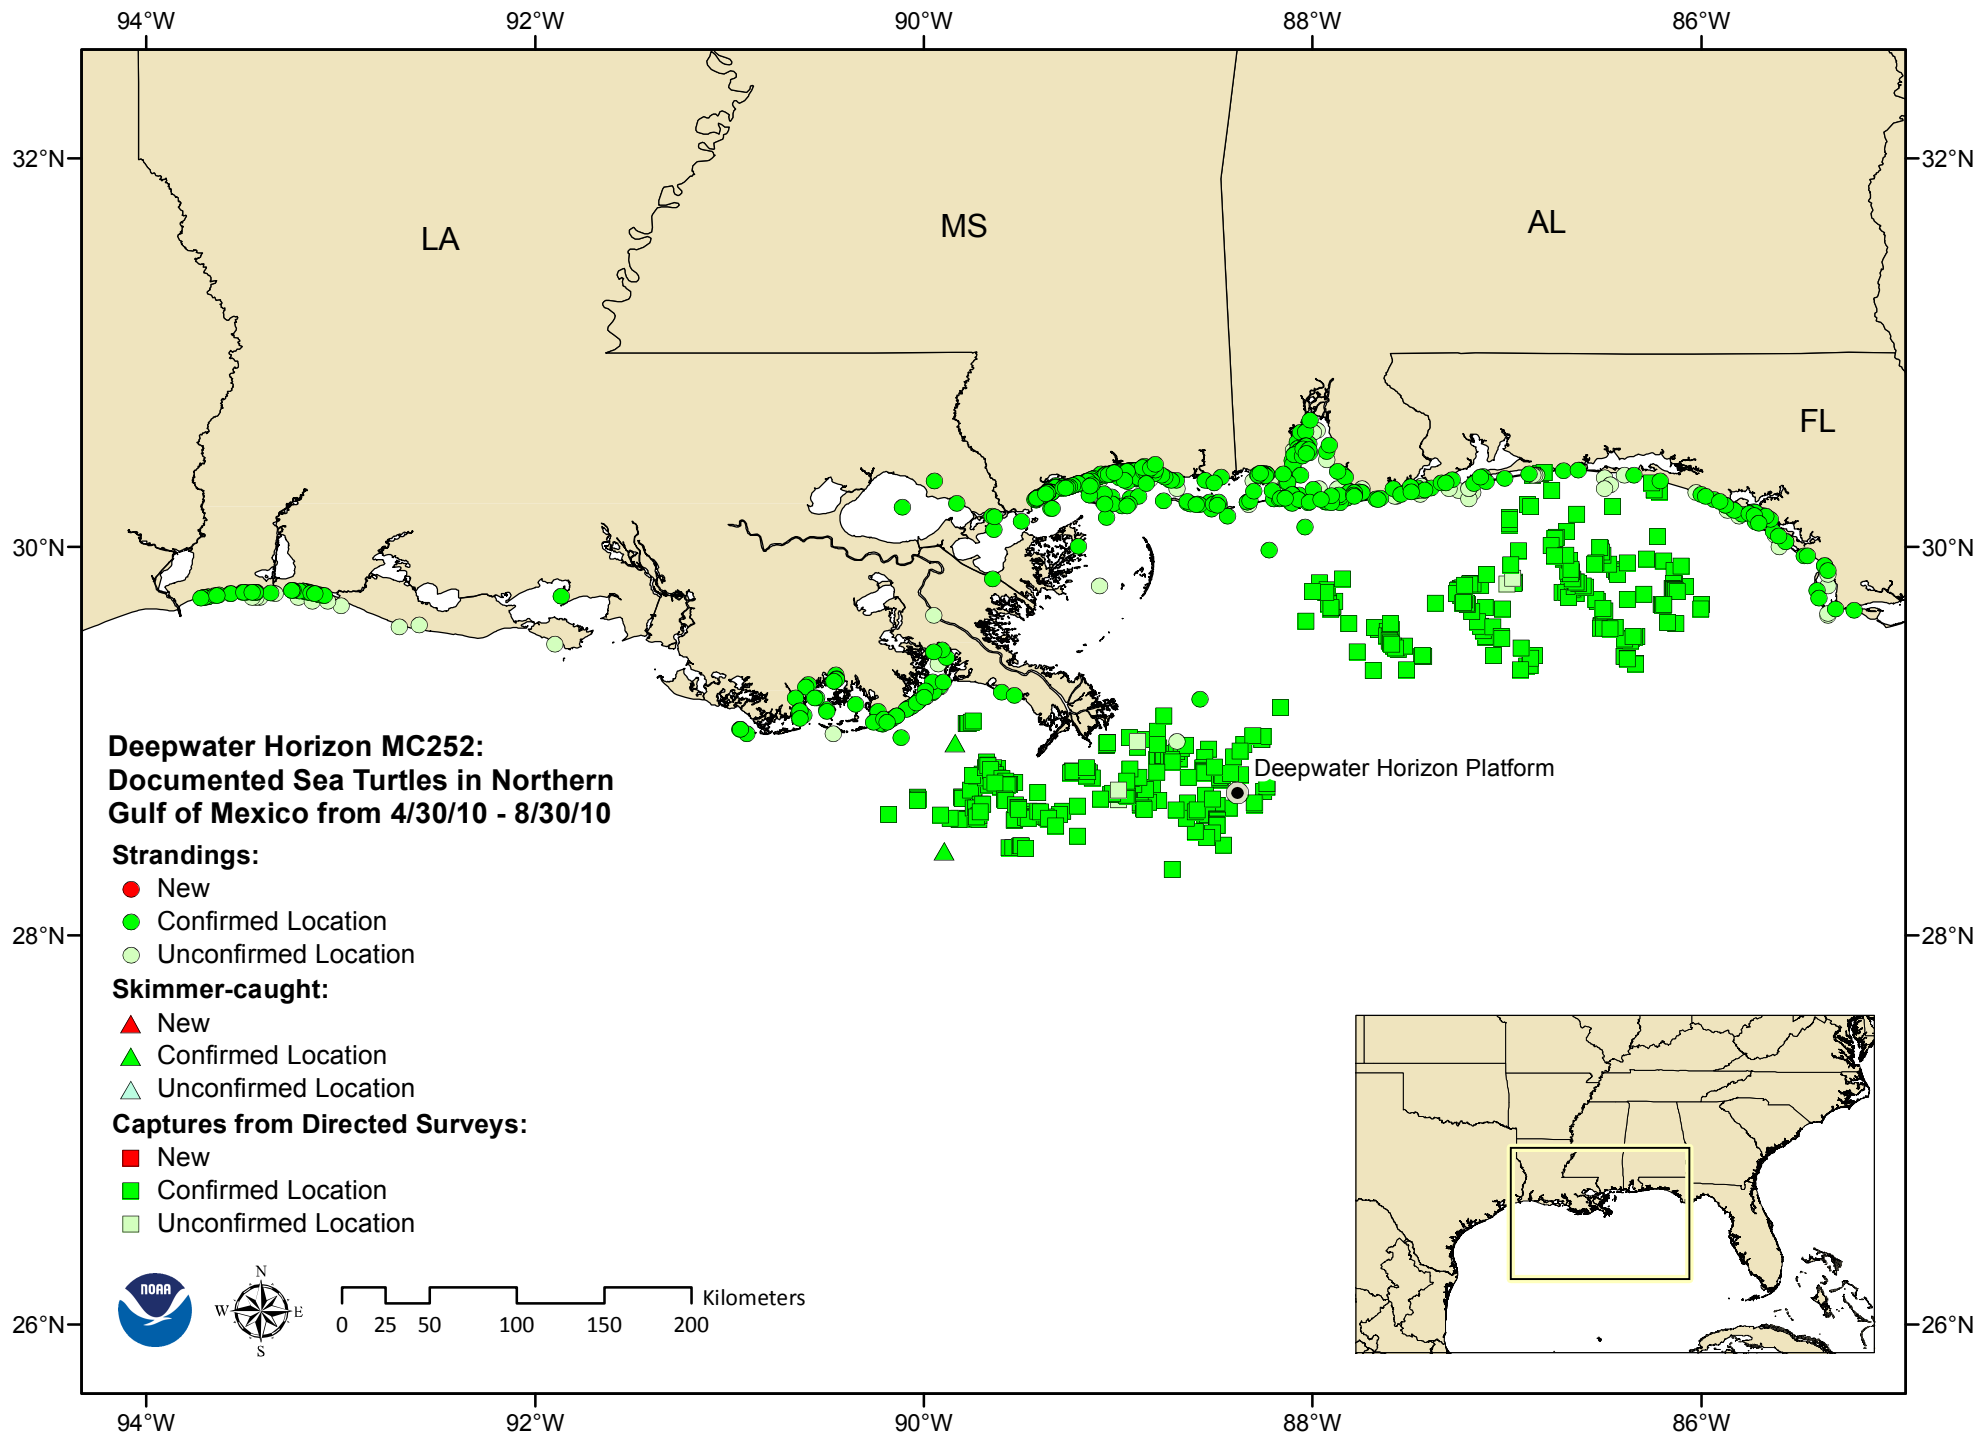 94°W 92°W 90°W 88°W 86°W
32°N 32°N
LA MS AL
FL
30°N 30°N
Deepwater Horizon Platform
Deepwater Horizon MC252:
Documented Sea Turtles in Northern
Gulf of Mexico from 4/30/10 - 8/30/10
Strandings:
New
Confirmed Location
Unconfirmed Location
28°N 28°N
Skimmer-caught:
New
Confirmed Location
Unconfirmed Location
Captures from Directed Surveys:
New
Confirmed Location
Unconfirmed Location
NOAA
N
W E
S
Kilometers
0 25 50 100 150 200
26°N 26°N
94°W 92°W 90°W 88°W 86°W